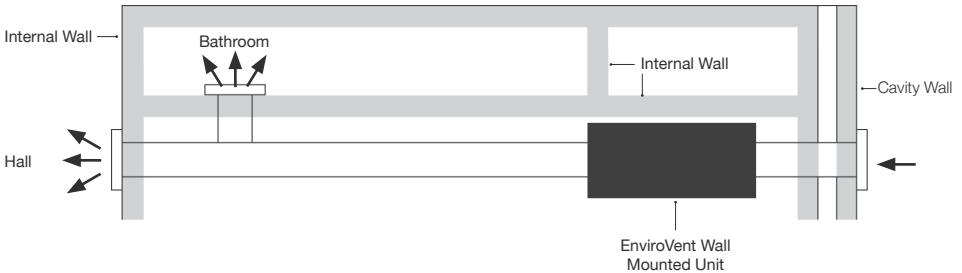 Internal Wall
Bathroom
Internal Wall
Cavity Wall
Hall
EnviroVent Wall
Mounted Unit